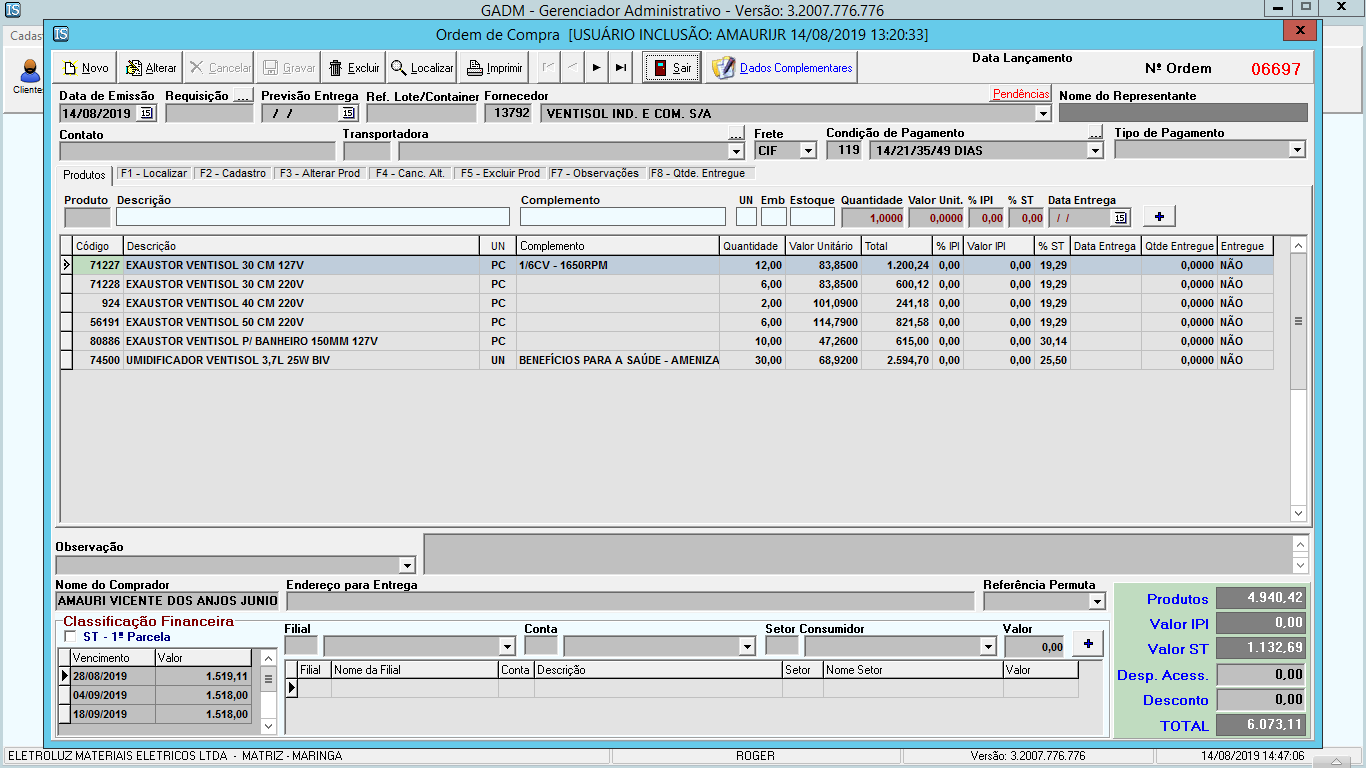 GADM - Gerenciador Administrativo - Versão: 3.2007.776.776
Ordem de Compra [USUÁRIO INCLUSÃO: AMAURIJR 14/08/2019 13:20:33]
Cadas
Cliente
Novo Alterar Cancelar Gravar Excluir Localizar Imprimir Sair Dados Complementares
Data Lançamento
Nº Ordem 06697
Data de Emissão Requisição ... Previsão Entrega Ref. Lote/Container Fornecedor Pendências Nome do Representante
14/08/2019 15 / / 15 13792 VENTISOL IND. E COM. S/A
Contato Transportadora ... Frete Condição de Pagamento ... Tipo de Pagamento
CIF 119 14/21/35/49 DIAS
Produtos F1 - Localizar F2 - Cadastro F3 - Alterar Prod F4 - Canc. Alt. F5 - Excluir Prod F7 - Observações F8 - Qtde. Entregue
Produto Descrição Complemento UN Emb Estoque Quantidade Valor Unit. % IPI % ST Data Entrega
1,0000 0,0000 0,00 0,00 / / 15 +
Código Descrição UN Complemento Quantidade Valor Unitário Total % IPI Valor IPI % ST Data Entrega Qtde Entregue Entregue
71227 EXAUSTOR VENTISOL 30 CM 127V PC 1/6CV - 1650RPM 12,00 83,8500 1.200,24 0,00 0,00 19,29 0,0000 NÃO
71228 EXAUSTOR VENTISOL 30 CM 220V PC 6,00 83,8500 600,12 0,00 0,00 19,29 0,0000 NÃO
924 EXAUSTOR VENTISOL 40 CM 220V PC 2,00 101,0900 241,18 0,00 0,00 19,29 0,0000 NÃO
56191 EXAUSTOR VENTISOL 50 CM 220V PC 6,00 114,7900 821,58 0,00 0,00 19,29 0,0000 NÃO
80886 EXAUSTOR VENTISOL P/ BANHEIRO 150MM 127V PC 10,00 47,2600 615,00 0,00 0,00 30,14 0,0000 NÃO
74500 UMIDIFICADOR VENTISOL 3,7L 25W BIV UN BENEFÍCIOS PARA A SAÚDE - AMENIZA 30,00 68,9200 2.594,70 0,00 0,00 25,50 0,0000 NÃO
Observação
Nome do Comprador Endereço para Entrega Referência Permuta
AMAURI VICENTE DOS ANJOS JUNIO
Produtos 4.940,42
Valor IPI 0,00
Valor ST 1.132,69
Desp. Acess. 0,00
Desconto 0,00
TOTAL 6.073,11
Classificação Financeira
ST - 1ª Parcela
Filial Conta Setor Consumidor Valor
0,00 +
Vencimento Valor
28/08/2019 1.519,11
04/09/2019 1.518,00
18/09/2019 1.518,00
Filial Nome da Filial Conta Descrição Setor Nome Setor Valor
ELETROLUZ MATERIAIS ELETRICOS LTDA - MATRIZ - MARINGA ROGER Versão: 3.2007.776.776 14/08/2019 14:47:06